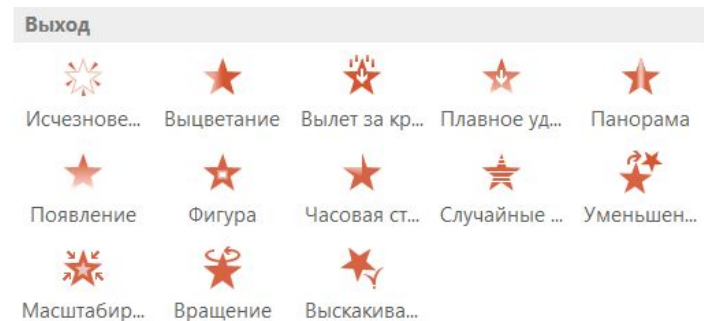 Выход
Исчезнове... Выцветание Вылет за кр... Плавное уд... Панорама
Появление Фигура Часовая ст... Случайные ... Уменьшен...
Масштабир... Вращение Выскакива...